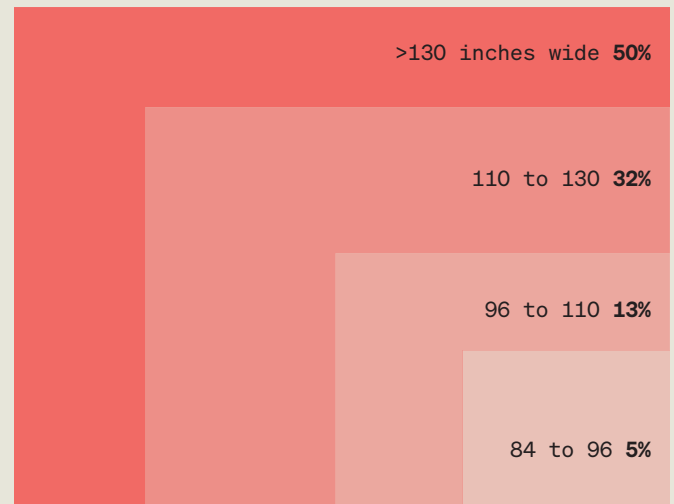 >130 inches wide 50%
110 to 130 32%
96 to 110 13%
84 to 96 5%